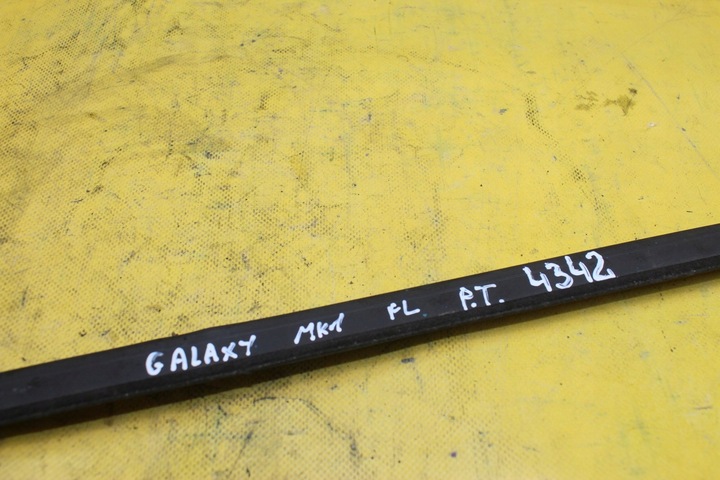 GALAXY MK1 FL P.T. 4342